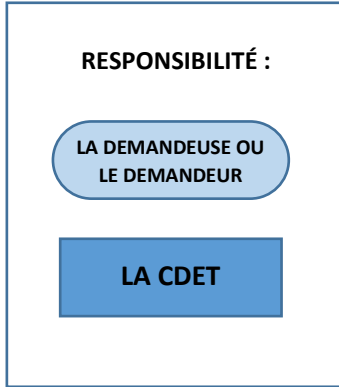 RESPONSIBILITÉ :
LA DEMANDEUSE OU
LE DEMANDEUR
LA CDET